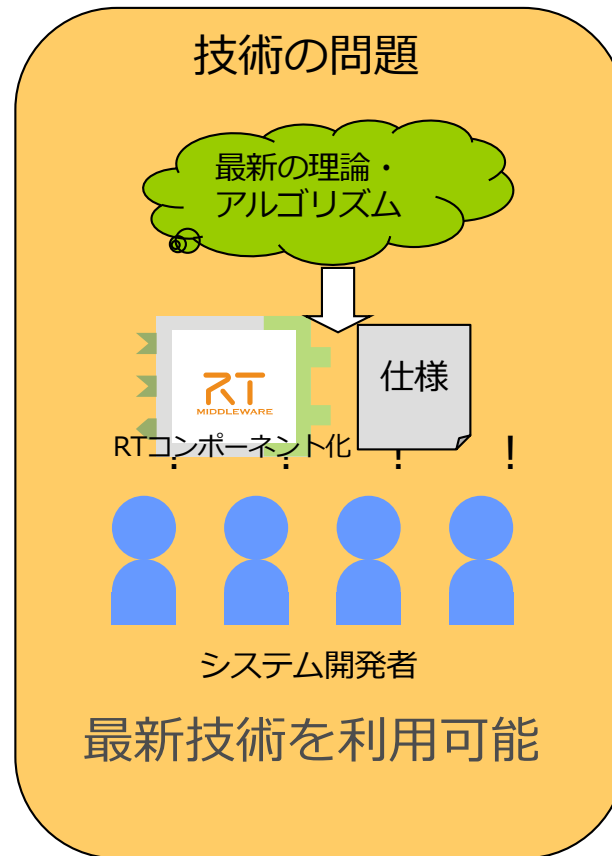 技術の問題
最新の理論・
アルゴリズム
RT
MIDDLEWARE
仕様
RTコンポーネント化
! ! ! !
システム開発者
最新技術を利用可能